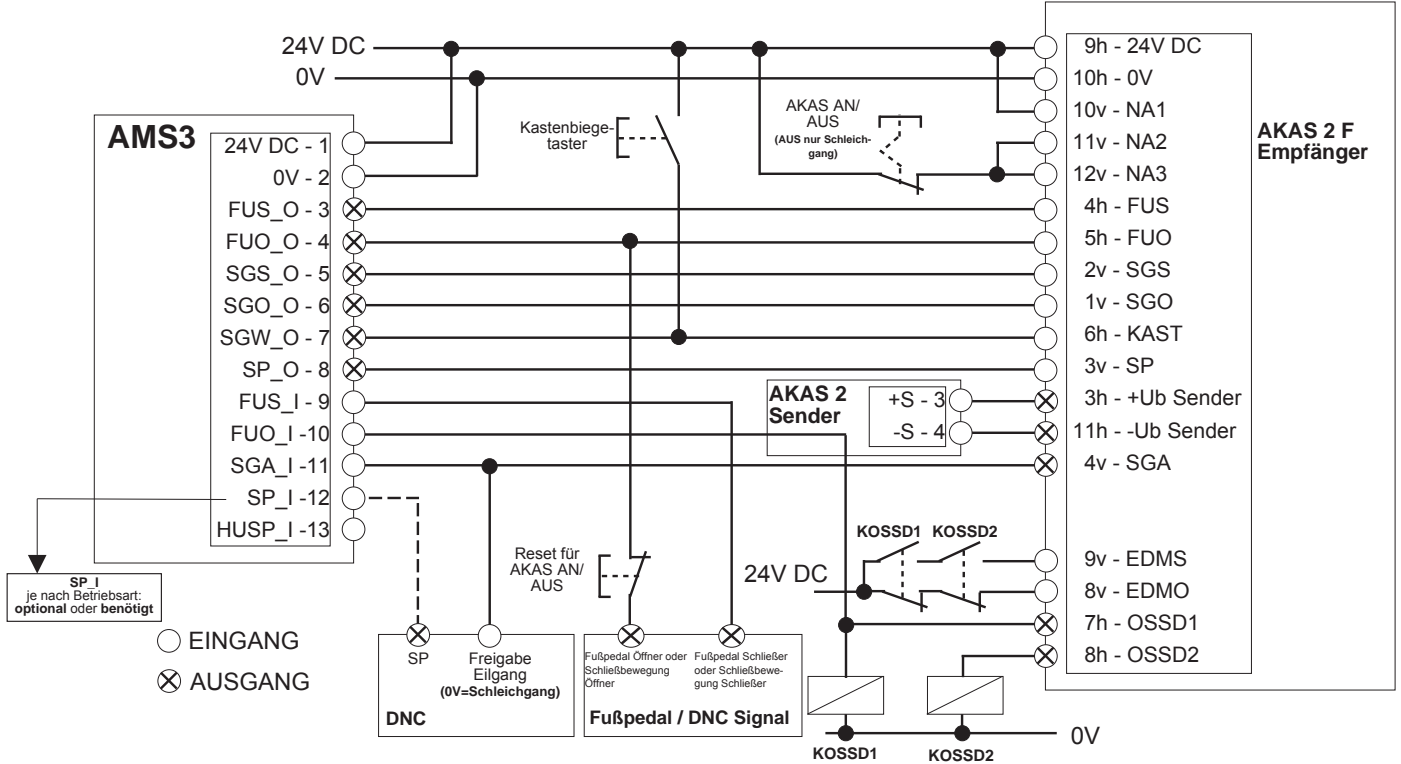 24V DC
0V
AMS3
24V DC - 1
0V - 2
FUS_O - 3
FUO_O - 4
SGS_O - 5
SGO_O - 6
SGW_O - 7
SP_O - 8
FUS_I - 9
FUO_I -10
SGA_I -11
SP_I -12
HUSP_I -13
SP_I
je nach Betriebsart:
optional oder benötigt
EINGANG
AUSGANG
Kastenbiege-
taster
AKAS AN/
AUS
(AUS nur Schleich-
gang)
9h - 24V DC
10h - 0V
10v - NA1
11v - NA2
12v - NA3
4h - FUS
5h - FUO
2v - SGS
1v - SGO
6h - KAST
3v - SP
3h - +Ub Sender
11h - -Ub Sender
4v - SGA
9v - EDMS
8v - EDMO
7h - OSSD1
8h - OSSD2
AKAS 2 F
Empfänger
AKAS 2
Sender
+S - 3
-S - 4
KOSSD1 KOSSD2
24V DC
Reset für
AKAS AN/
AUS
SP
Freigabe
Eilgang
(0V=Schleichgang)
DNC
Fußpedal Öffner oder
Schließbewegung
Öffner
Fußpedal Schließer
oder Schließbewe-
gung Schließer
Fußpedal / DNC Signal
KOSSD1
KOSSD2
0V